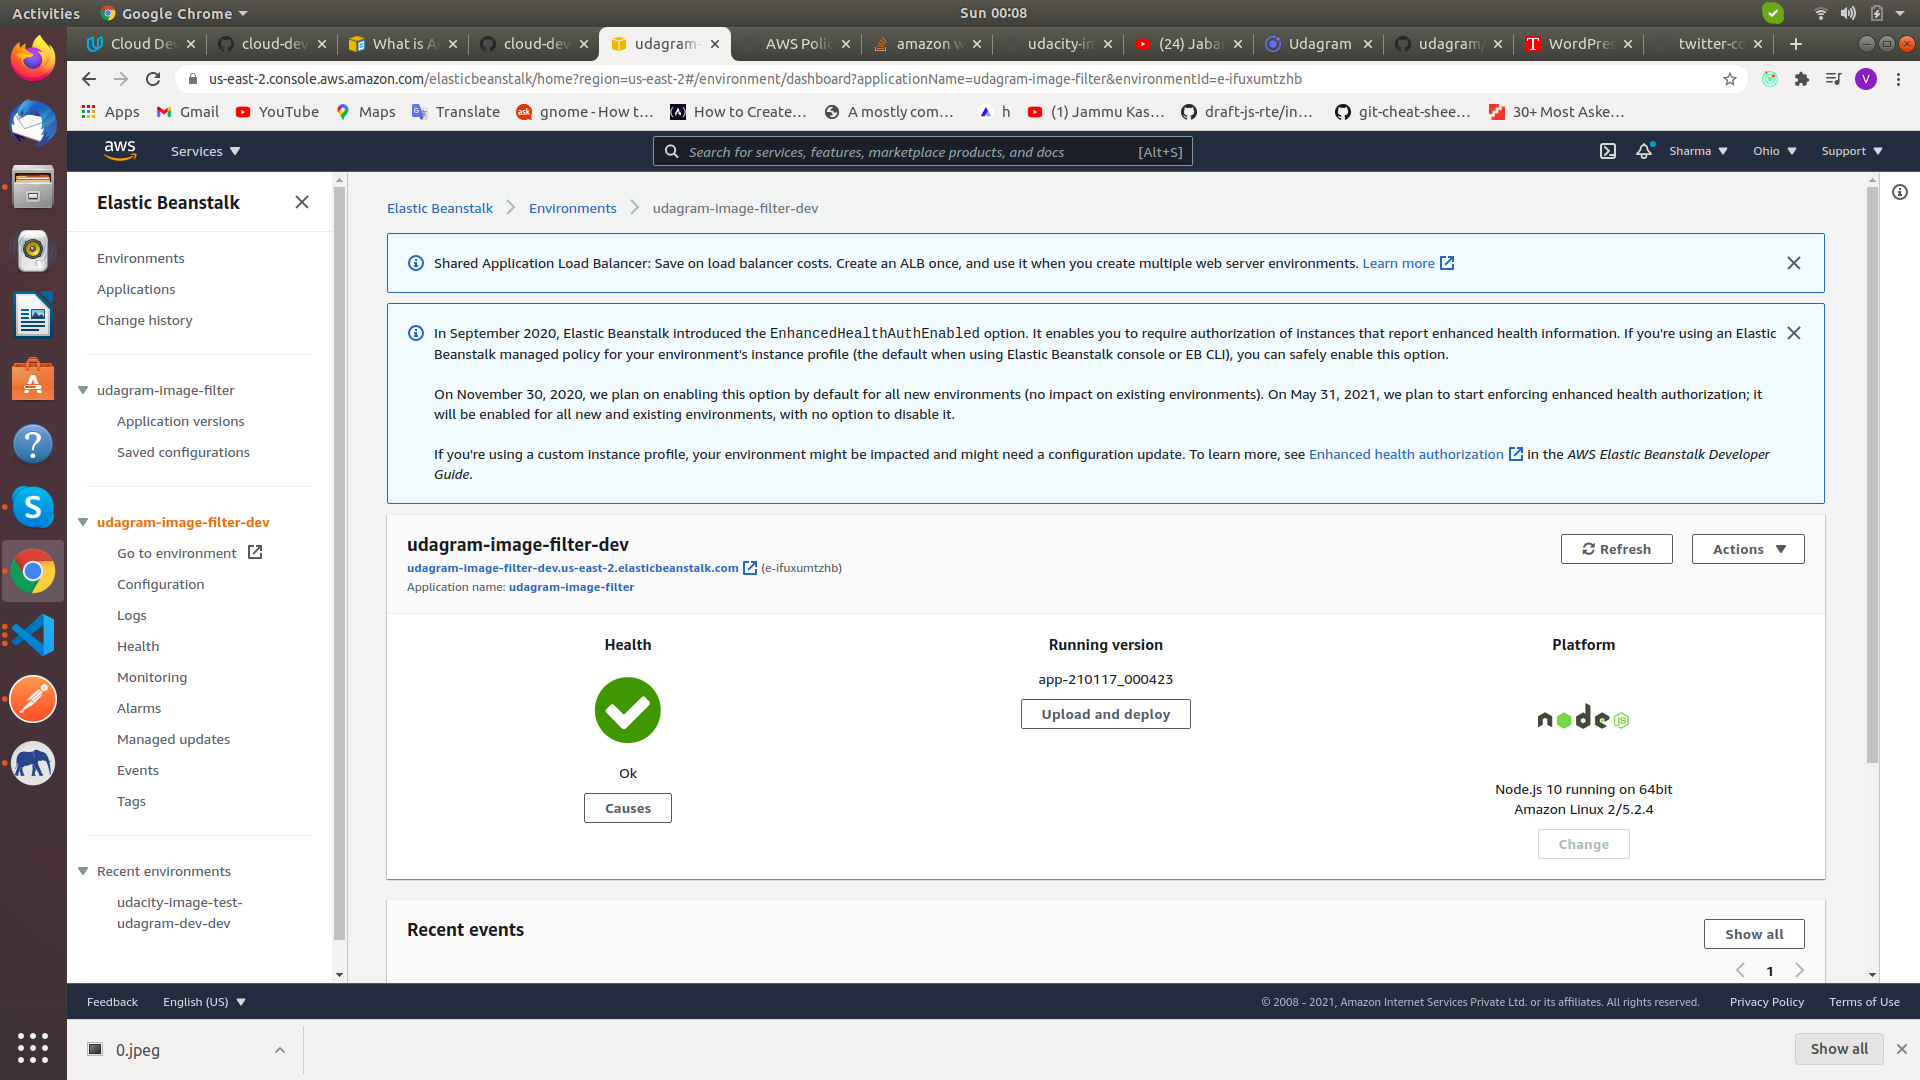 Activities Google Chrome Sun 00:08
Cloud Dev cloud-dev What is A cloud-dev udagram- AWS Polic amazon w udacity-im (24) Jabar Udagram udagram/ WordPres twitter-co
us-east-2.console.aws.amazon.com/elasticbeanstalk/home?region=us-east-2#/environment/dashboard?applicationName=udagram-image-filter&environmentId=e-ifuxumtzhb V
Apps Gmail YouTube Maps Translate gnome - How t... How to Create... A mostly com... h (1) Jammu Kas... draft-js-rte/in... git-cheat-shee... 30+ Most Aske...
aws Services Search for services, features, marketplace products, and docs [Alt+S] Sharma Ohio Support
Elastic Beanstalk
Environments
Applications
Change history
udagram-image-filter
Application versions
Saved configurations
udagram-image-filter-dev
Go to environment
Configuration
Logs
Health
Monitoring
Alarms
Managed updates
Events
Tags
Recent environments
udacity-image-test-
udagram-dev-dev
Elastic Beanstalk Environments udagram-image-filter-dev
Shared Application Load Balancer: Save on load balancer costs. Create an ALB once, and use it when you create multiple web server environments. Learn more
In September 2020, Elastic Beanstalk introduced the EnhancedHealthAuthEnabled option. It enables you to require authorization of instances that report enhanced health information. If you're using an Elastic
Beanstalk managed policy for your environment's instance profile (the default when using Elastic Beanstalk console or EB CLI), you can safely enable this option.
On November 30, 2020, we plan on enabling this option by default for all new environments (no impact on existing environments). On May 31, 2021, we plan to start enforcing enhanced health authorization; it
will be enabled for all new and existing environments, with no option to disable it.
If you're using a custom instance profile, your environment might be impacted and might need a configuration update. To learn more, see Enhanced health authorization in the AWS Elastic Beanstalk Developer
Guide.
udagram-image-filter-dev
udagram-image-filter-dev.us-east-2.elasticbeanstalk.com (e-ifuxumtzhb)
Application name: udagram-image-filter
Refresh Actions
Health
Ok
Causes
Running version
app-210117_000423
Upload and deploy
Platform
node JS
Node.js 10 running on 64bit
Amazon Linux 2/5.2.4
Change
Recent events
Show all
1
Feedback English (US) © 2008 - 2021, Amazon Internet Services Private Ltd. or its affiliates. All rights reserved. Privacy Policy Terms of Use
0.jpeg Show all